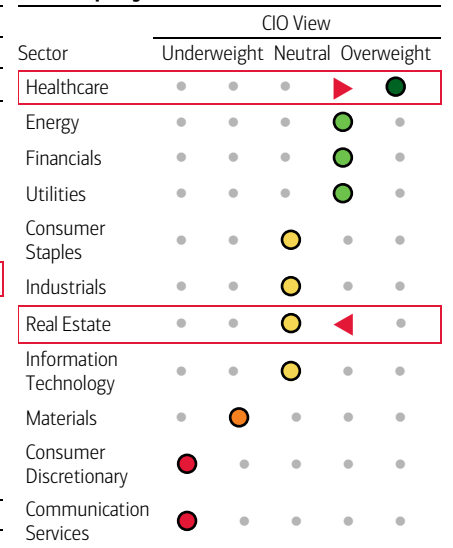 CIO View
Sector Underweight Neutral Overweight
Healthcare
Energy
Financials
Utilities
Consumer
Staples
Industrials
Real Estate
Information
Technology
Materials
Consumer
Discretionary
Communication
Services